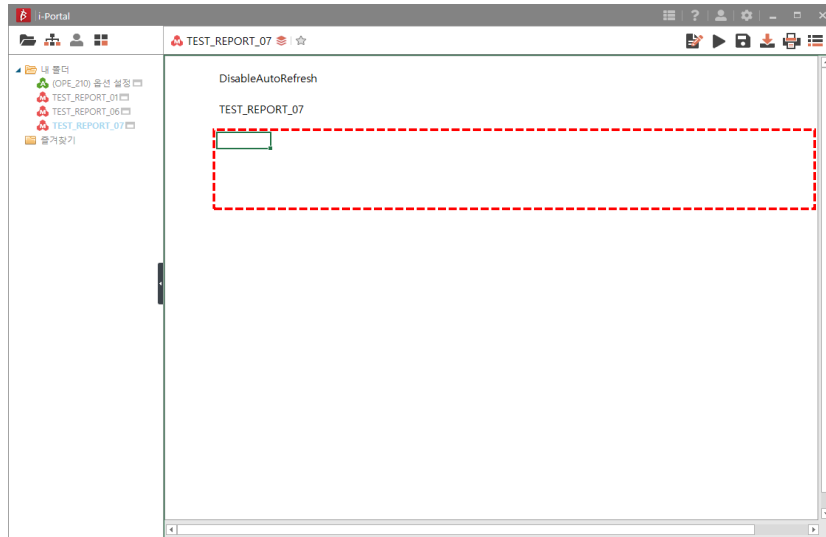 i-Portal
TEST_REPORT_07
내 폴더
(OPE_210) 옵션 설정
TEST_REPORT_01
TEST_REPORT_06
TEST_REPORT_07
즐겨찾기
DisableAutoRefresh
TEST_REPORT_07